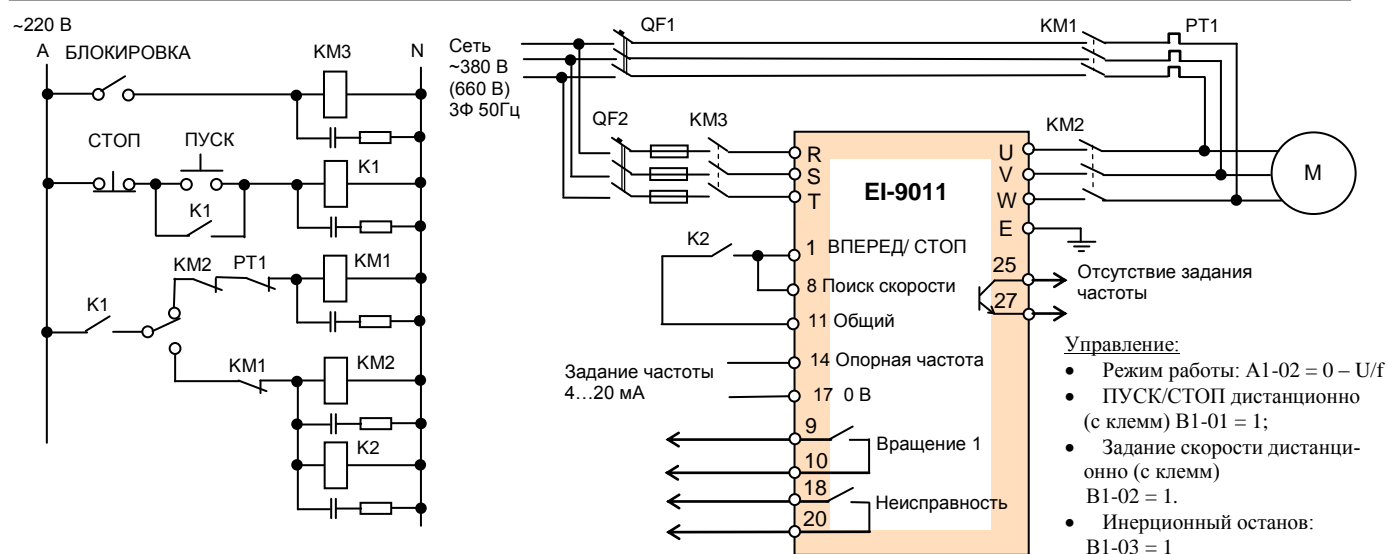 ~220 В
А
БЛОКИРОВКА
КМ3
N
СТОП
ПУСК
К1
К1
КМ2
РТ1
КМ1
К1
КМ1
КМ2
К2
Сеть
~380 В
(660 В)
3Ф 50Гц
QF1
КМ1
РТ1
QF2
КМ3
КМ2
R
S
T
EI-9011
U
V
W
E
М
К2
1 ВПЕРЕД/ СТОП
8 Поиск скорости
11 Общий
14 Опорная частота
17 0 В
Задание частоты
4…20 мА
9
10
Вращение 1
18
20
Неисправность
25
27
Отсутствие задания
частоты
Управление:
• Режим работы: А1-02 = 0 – U/f
• ПУСК/СТОП дистанционно
(с клемм) В1-01 = 1;
• Задание скорости дистанци-
онно (с клемм)
В1-02 = 1.
• Инерционный останов:
В1-03 = 1